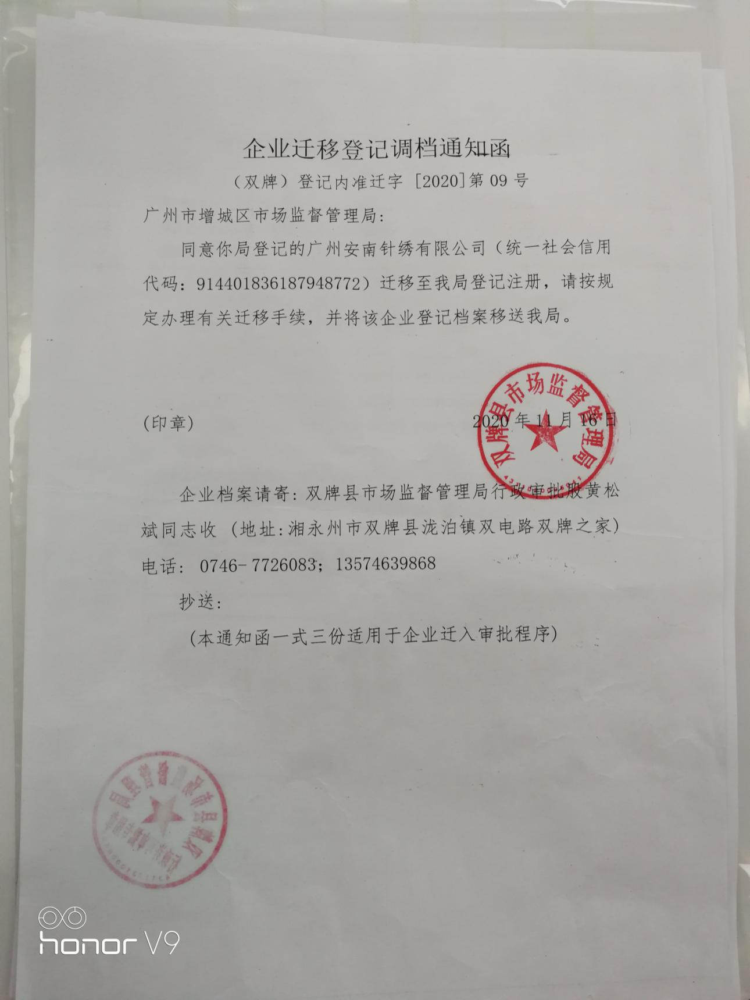 企业迁移登记调档通知函
（双牌）登记内准迁字 [2020]第 09 号
广州市增城区市场监督管理局：
同意你局登记的广州安南针绣有限公司（统一社会信用
代码：914401836187948772）迁移至我局登记注册，请按规
定办理有关迁移手续，并将该企业登记档案移送我局。
双牌县市场监督管理局
(印章)
2020 年 11 月 16 日
企业档案请寄：双牌县市场监督管理局行政审批股黄松
斌同志收 (地址:湘永州市双牌县泷泊镇双电路双牌之家)
电话： 0746-7726083；13574639868
抄送：
(本通知函一式三份适用于企业迁入审批程序)
honor V9